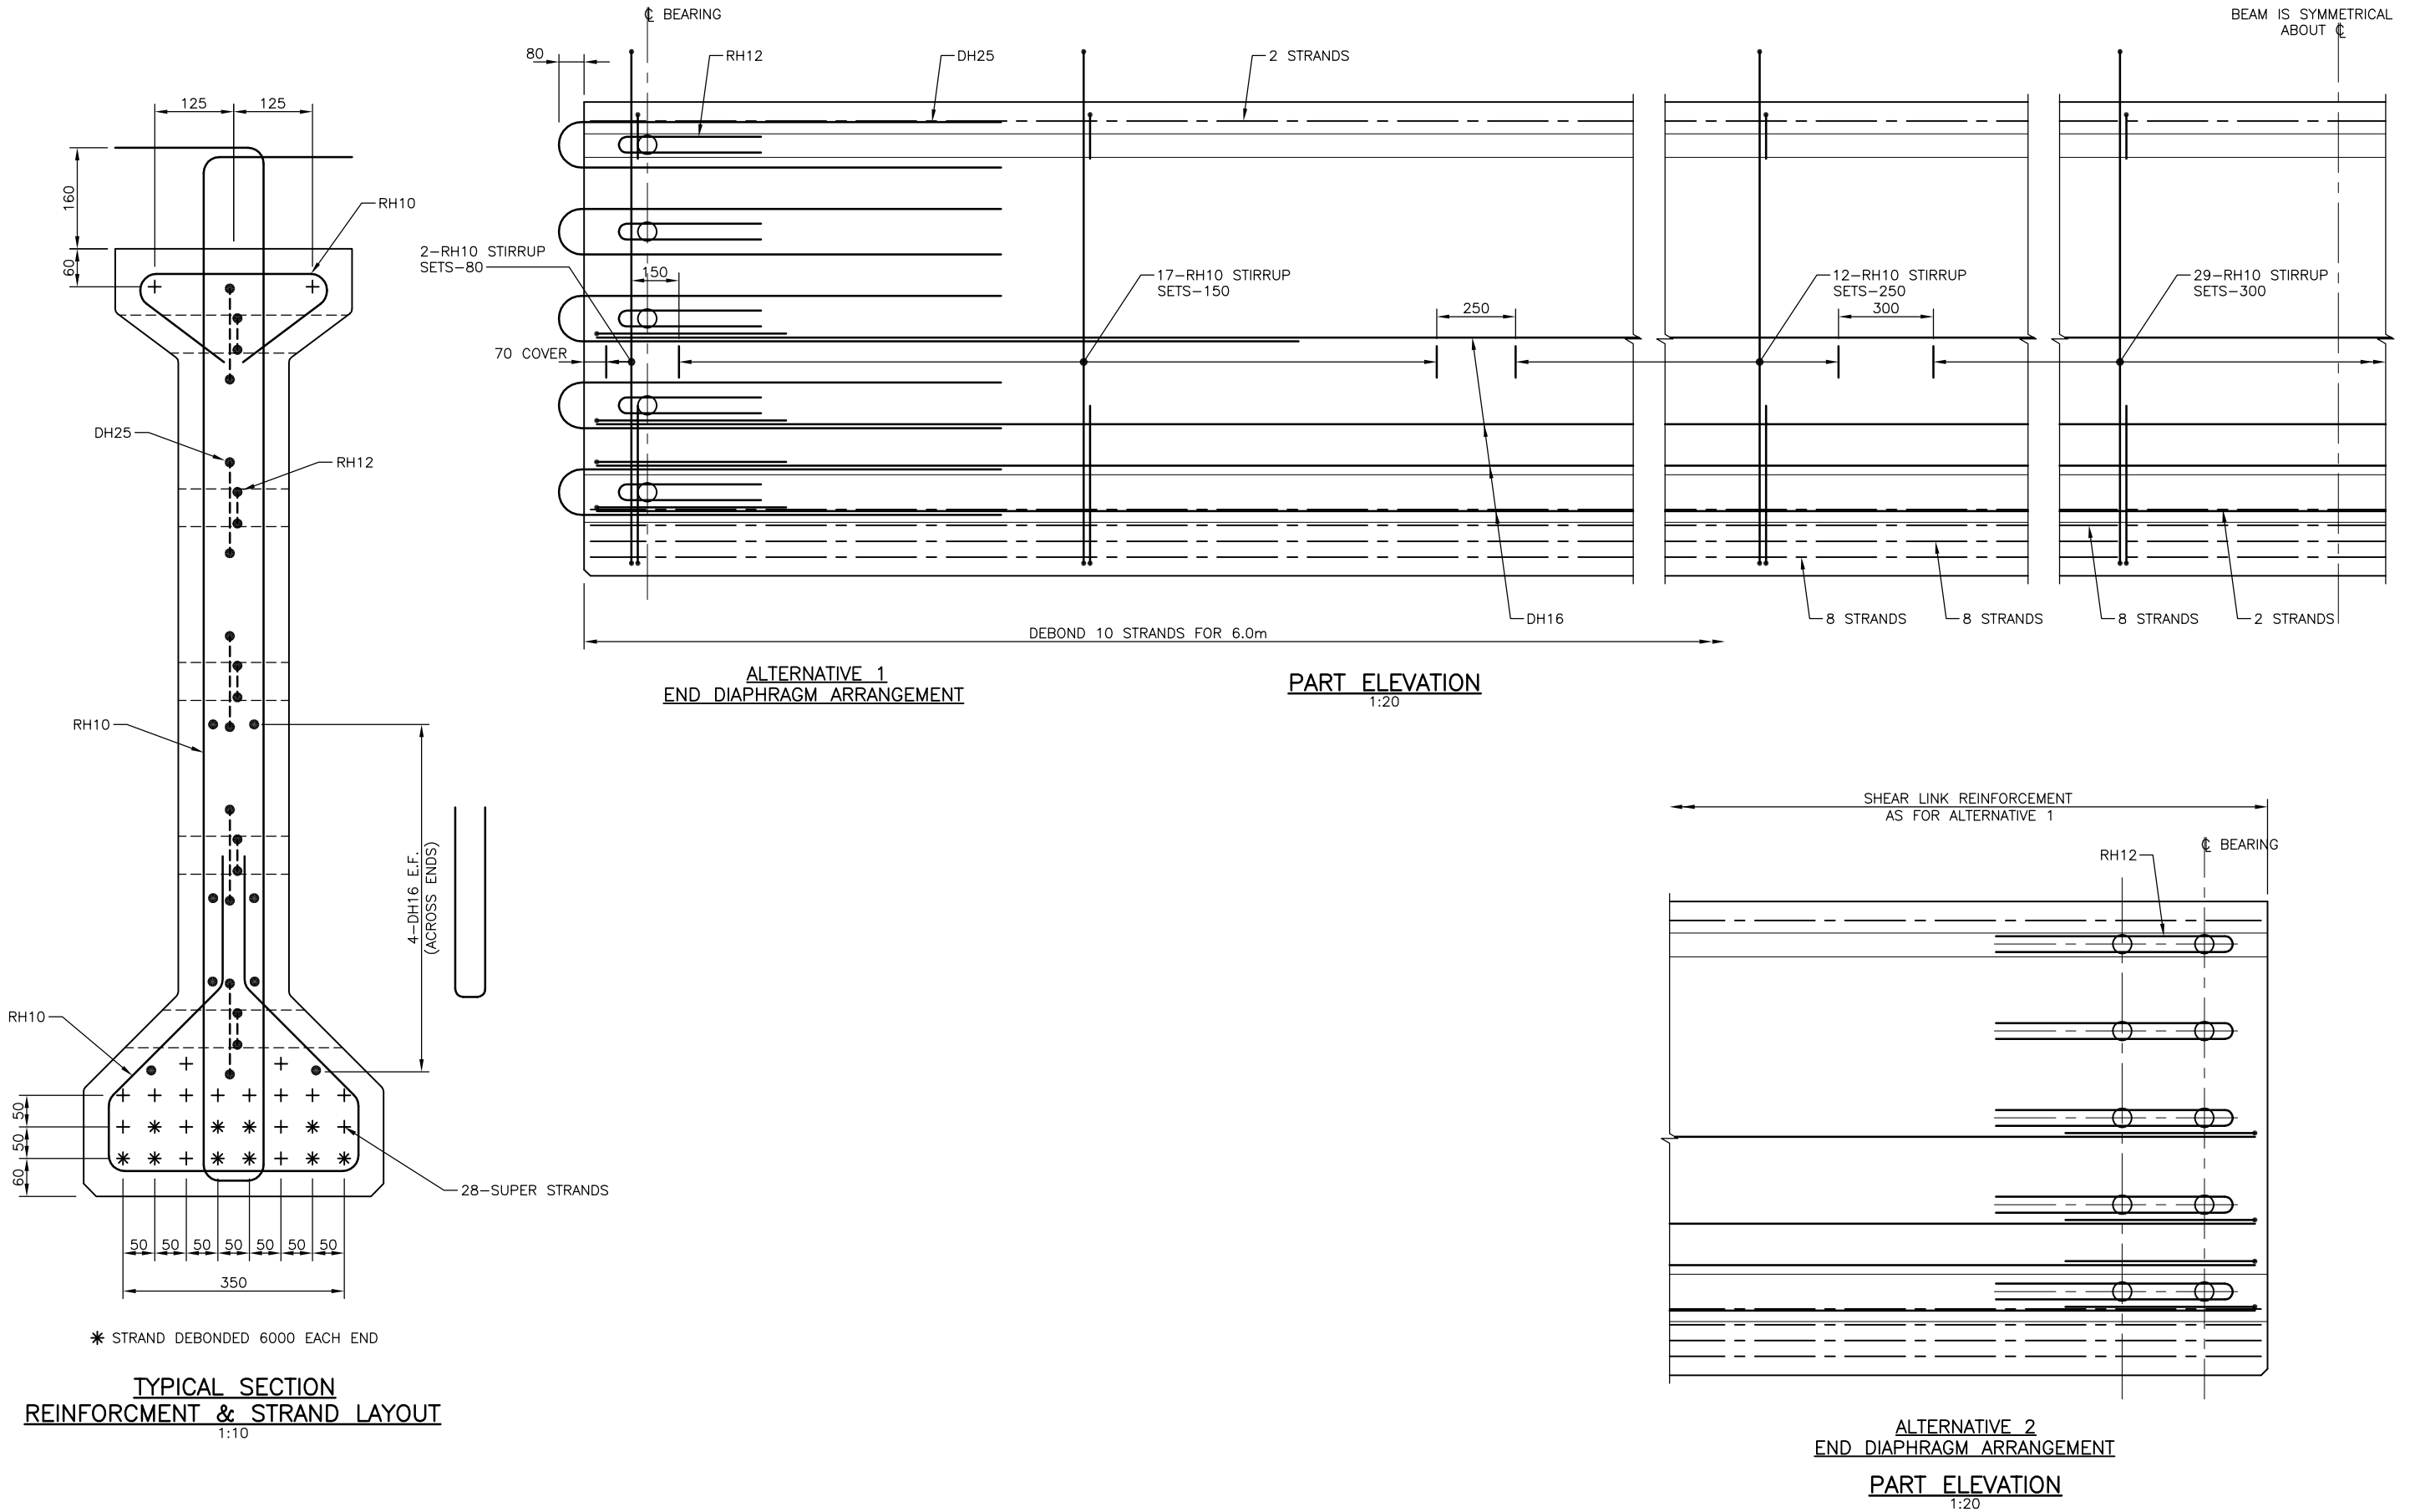 ℄ BEARING
BEAM IS SYMMETRICAL
ABOUT ℄
80
RH12
DH25
2 STRANDS
125
125
160
60
RH10
2-RH10 STIRRUP
SETS-80
150
17-RH10 STIRRUP
SETS-150
250
12-RH10 STIRRUP
SETS-250
300
29-RH10 STIRRUP
SETS-300
70 COVER
DH25
RH12
DH16
8 STRANDS
8 STRANDS
8 STRANDS
2 STRANDS
DEBOND 10 STRANDS FOR 6.0m
ALTERNATIVE 1
END DIAPHRAGM ARRANGEMENT
PART ELEVATION
1:20
RH10
4-DH16 E.F.
(ACROSS ENDS)
RH10
50
50
60
28-SUPER STRANDS
50
50
50
50
50
50
50
350
✳ STRAND DEBONDED 6000 EACH END
TYPICAL SECTION
REINFORCMENT & STRAND LAYOUT
1:10
SHEAR LINK REINFORCEMENT
AS FOR ALTERNATIVE 1
℄ BEARING
RH12
ALTERNATIVE 2
END DIAPHRAGM ARRANGEMENT
PART ELEVATION
1:20